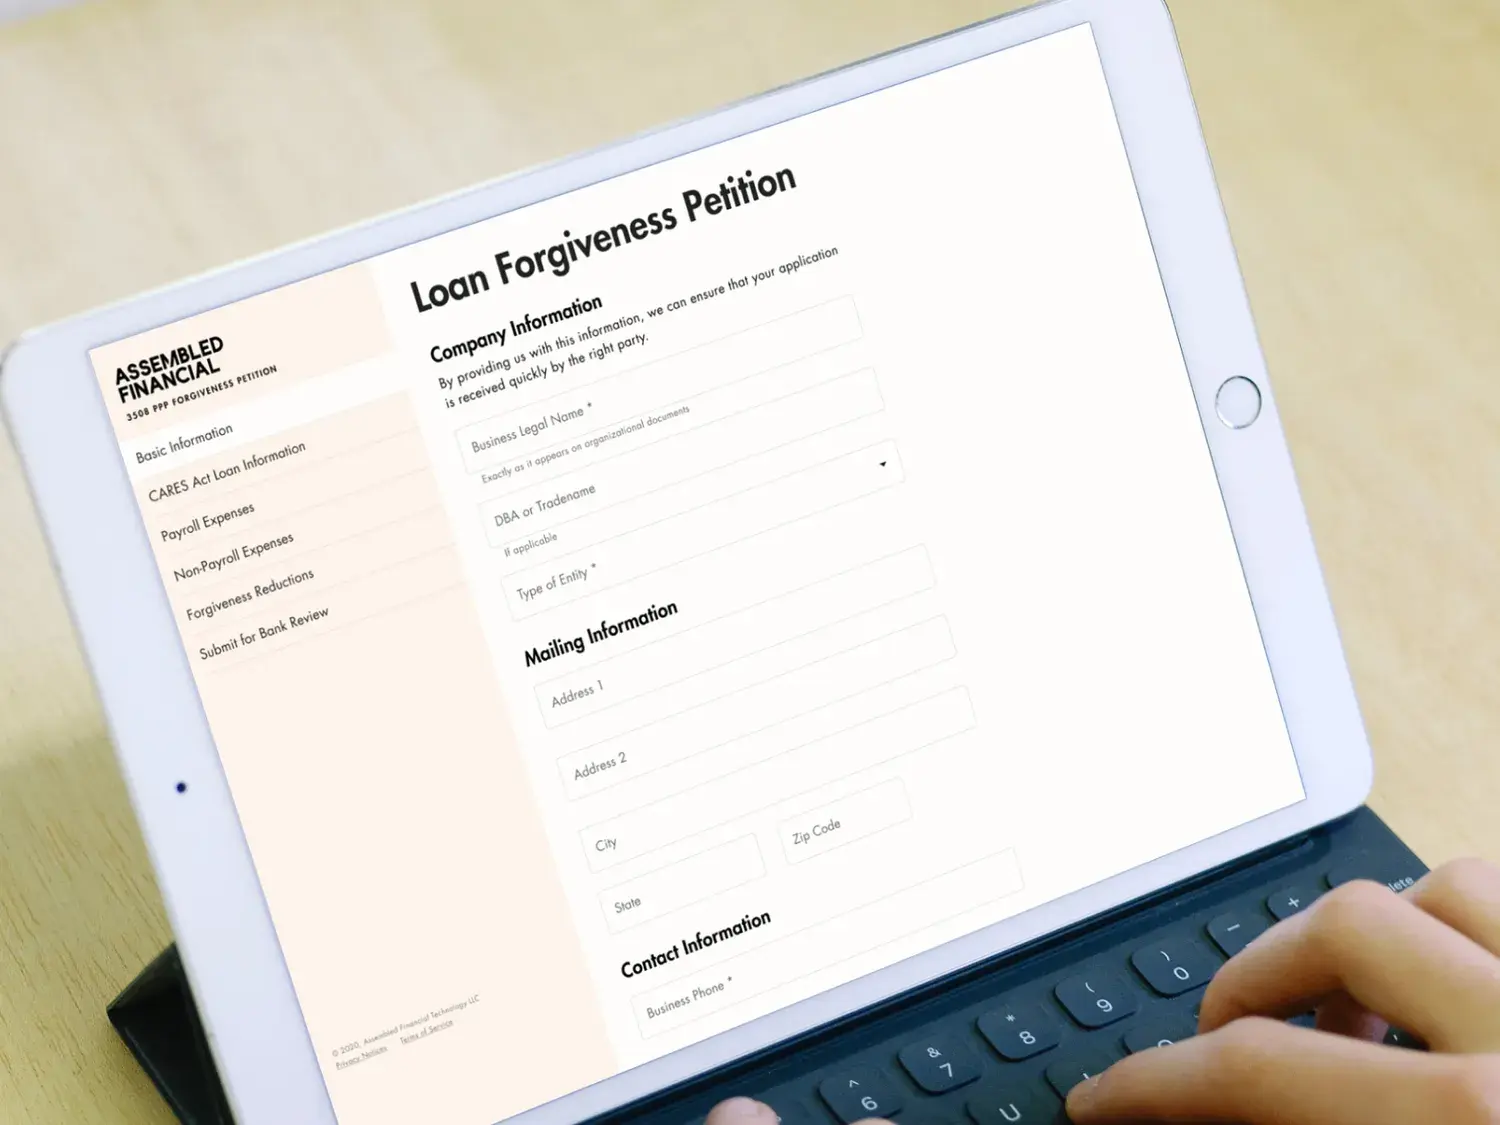 ASSEMBLED
FINANCIAL
3508 PPP FORGIVENESS PETITION
Basic Information
CARES Act Loan Information
Payroll Expenses
Non-Payroll Expenses
Forgiveness Reductions
Submit for Bank Review
© 2020, Assembled Financial Technology LLC
Privacy Notices Terms of Service
Loan Forgiveness Petition
Company Information
By providing us with this information, we can ensure that your application
is received quickly by the right party.
Business Legal Name *
Exactly as it appears on organizational documents
DBA or Tradename
If applicable
Type of Entity *
Mailing Information
Address 1
Address 2
City
State
Zip Code
Contact Information
Business Phone *
^ & * ( ) − +
6 7 8 9 0
U